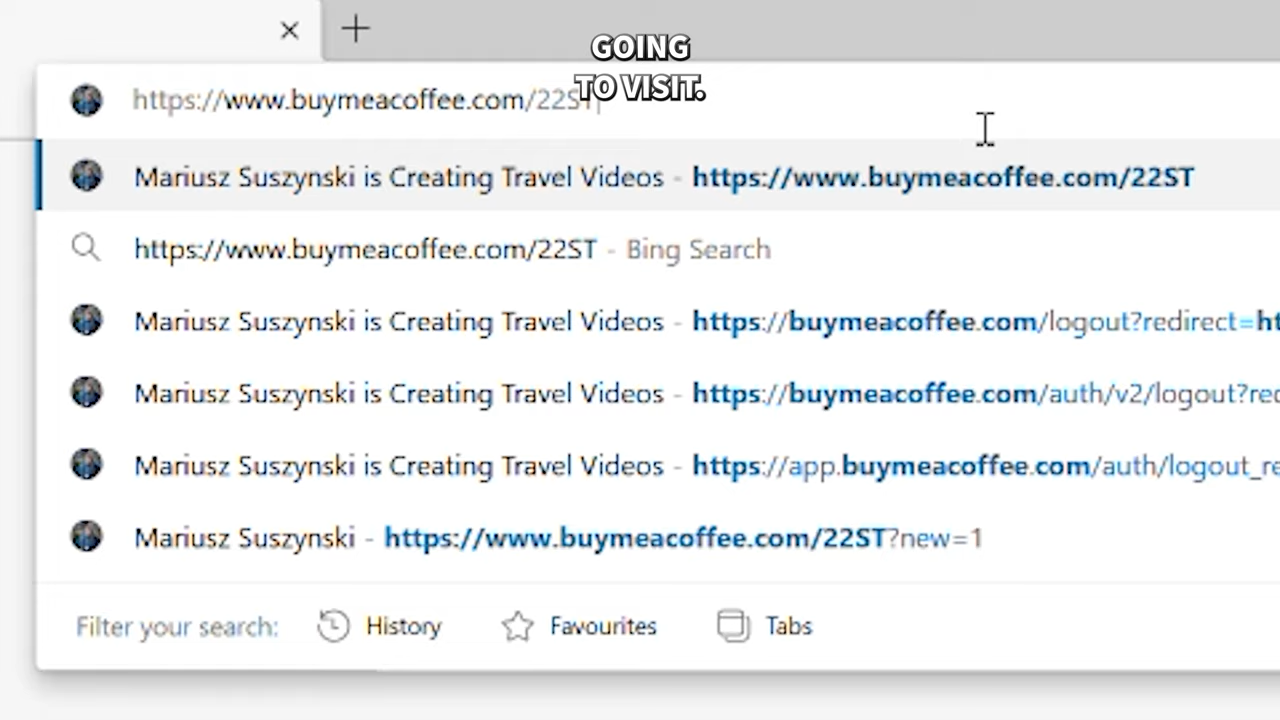 GOING
TO VISIT.
https://www.buymeacoffee.com/22ST
Mariusz Suszynski is Creating Travel Videos - https://www.buymeacoffee.com/22ST
https://www.buymeacoffee.com/22ST - Bing Search
Mariusz Suszynski is Creating Travel Videos - https://buymeacoffee.com/logout?redirect=ht
Mariusz Suszynski is Creating Travel Videos - https://buymeacoffee.com/auth/v2/logout?red
Mariusz Suszynski is Creating Travel Videos - https://app.buymeacoffee.com/auth/logout_re
Mariusz Suszynski - https://www.buymeacoffee.com/22ST?new=1
Filter your search: History Favourites Tabs